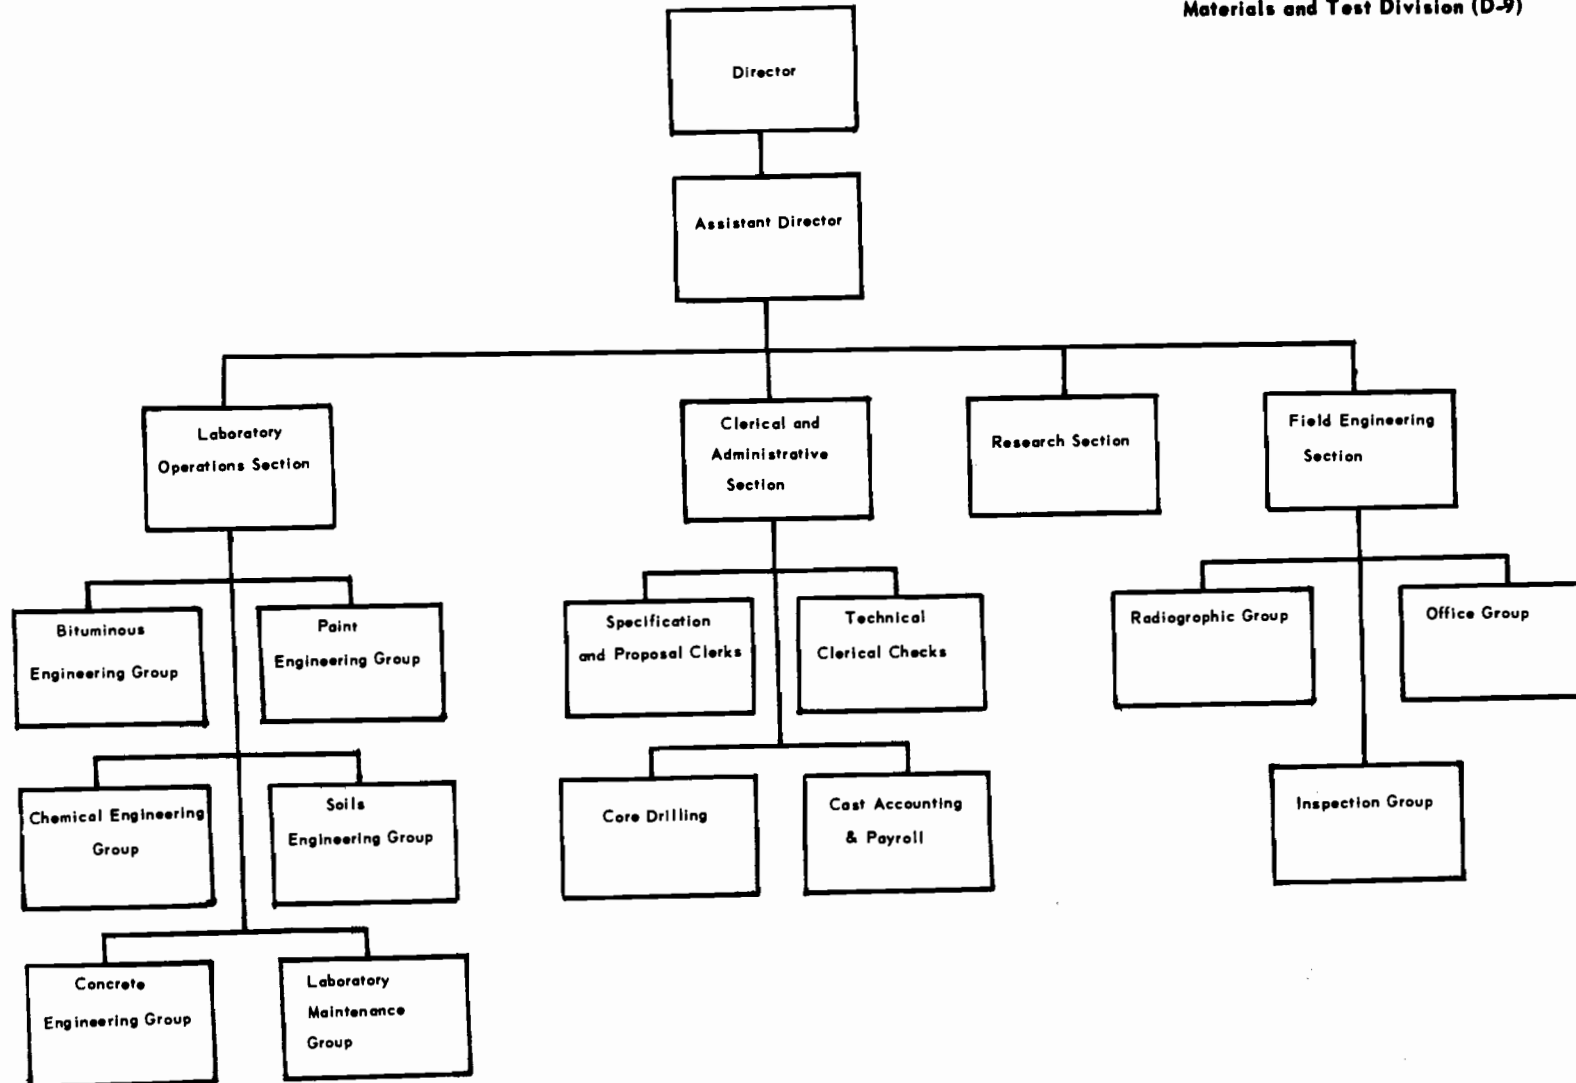 Materials and Test Division (D-9)
Director
Assistant Director
Laboratory
Operations Section
Clerical and
Administrative
Section
Research Section
Field Engineering
Section
Bituminous
Engineering Group
Paint
Engineering Group
Specification
and Proposal Clerks
Technical
Clerical Checks
Radiographic Group
Office Group
Chemical Engineering
Group
Soils
Engineering Group
Core Drilling
Cast Accounting
& Payroll
Inspection Group
Concrete
Engineering Group
Laboratory
Maintenance
Group